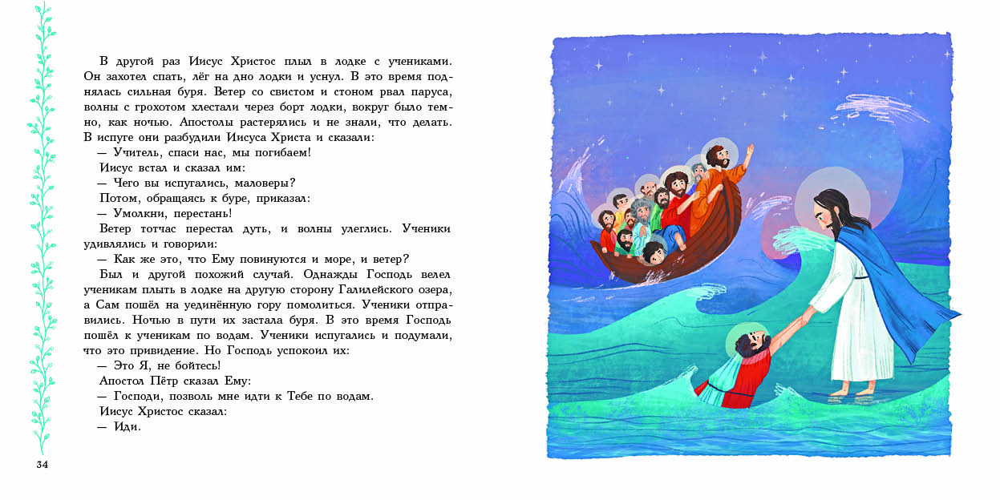 В другой раз Иисус Христос плыл в лодке с учениками.
Он захотел спать, лёг на дно лодки и уснул. В это время под-
нялась сильная буря. Ветер со свистом и стоном рвал паруса,
волны с грохотом хлестали через борт лодки, вокруг было тем-
но, как ночью. Апостолы растерялись и не знали, что делать.
В испуге они разбудили Иисуса Христа и сказали:
— Учитель, спаси нас, мы погибаем!
Иисус встал и сказал им:
— Чего вы испугались, маловеры?
Потом, обращаясь к буре, приказал:
— Умолкни, перестань!
Ветер тотчас перестал дуть, и волны улеглись. Ученики
удивлялись и говорили:
— Как же это, что Ему повинуются и море, и ветер?
Был и другой похожий случай. Однажды Господь велел
ученикам плыть в лодке на другую сторону Галилейского озера,
а Сам пошёл на уединённую гору помолиться. Ученики отпра-
вились. Ночью в пути их застала буря. В это время Господь
пошёл к ученикам по водам. Ученики испугались и подумали,
что это привидение. Но Господь успокоил их:
— Это Я, не бойтесь!
Апостол Пётр сказал Ему:
— Господи, позволь мне идти к Тебе по водам.
Иисус Христос сказал:
— Иди.
34